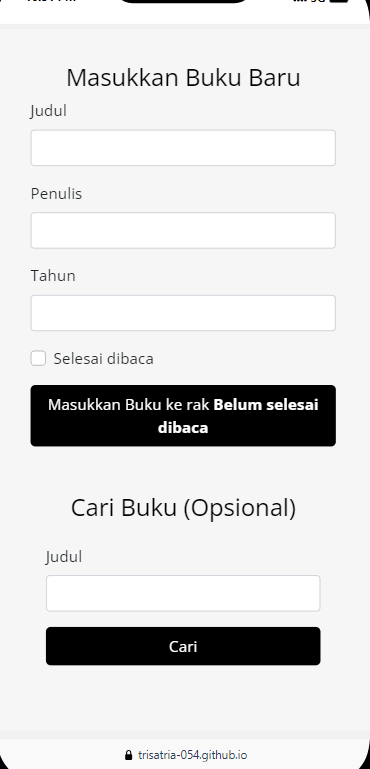 Masukkan Buku Baru
Judul
Penulis
Tahun
Selesai dibaca
Masukkan Buku ke rak Belum selesai
dibaca
Cari Buku (Opsional)
Judul
Cari
trisatria-054.github.io